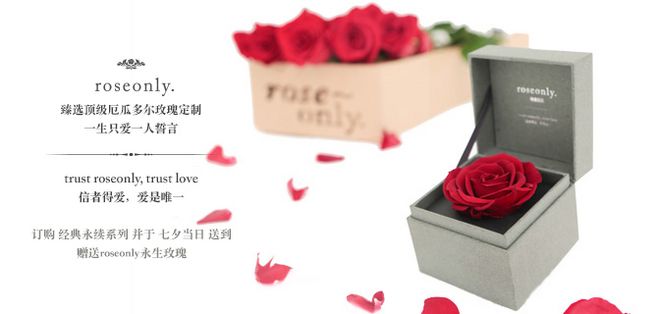 roseonly.
臻选顶级厄瓜多尔玫瑰定制
一生只爱一人誓言
trust roseonly, trust love
信者得爱，爱是唯一
订购 经典永续系列 并于 七夕当日 送到
赠送roseonly永生玫瑰
rose—
only.
roseonly.